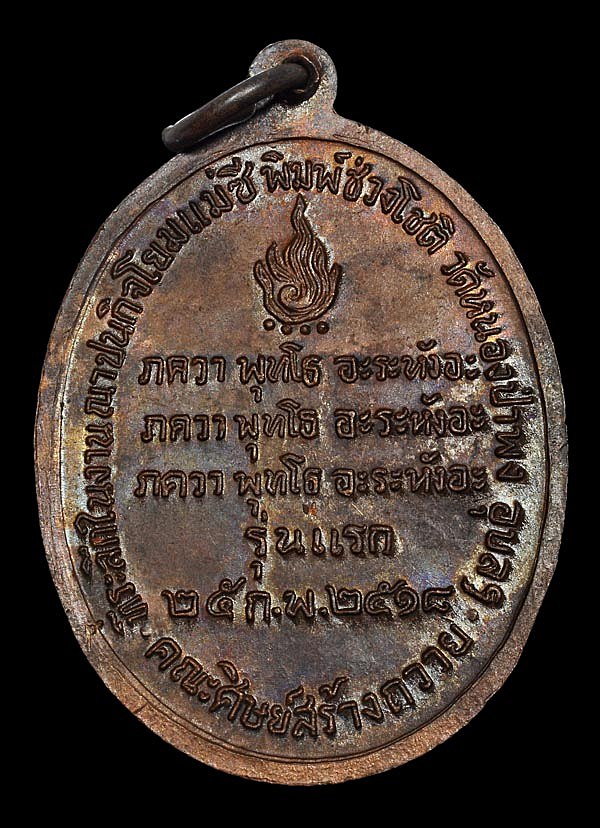 ที่ระลึกในงานฌาปนกิจโยมแม่ชี พิมพ์ช่วงโชติ วัดหนองป่าพง อุบลฯ
ภควา พุทโธ อะระหังอะ
ภควา พุทโธ อะระหังอะ
ภควา พุทโธ อะระหังอะ
รุ่นแรก
๒๕ ก.พ.๒๕๑๘
คณะศิษย์สร้างถวาย